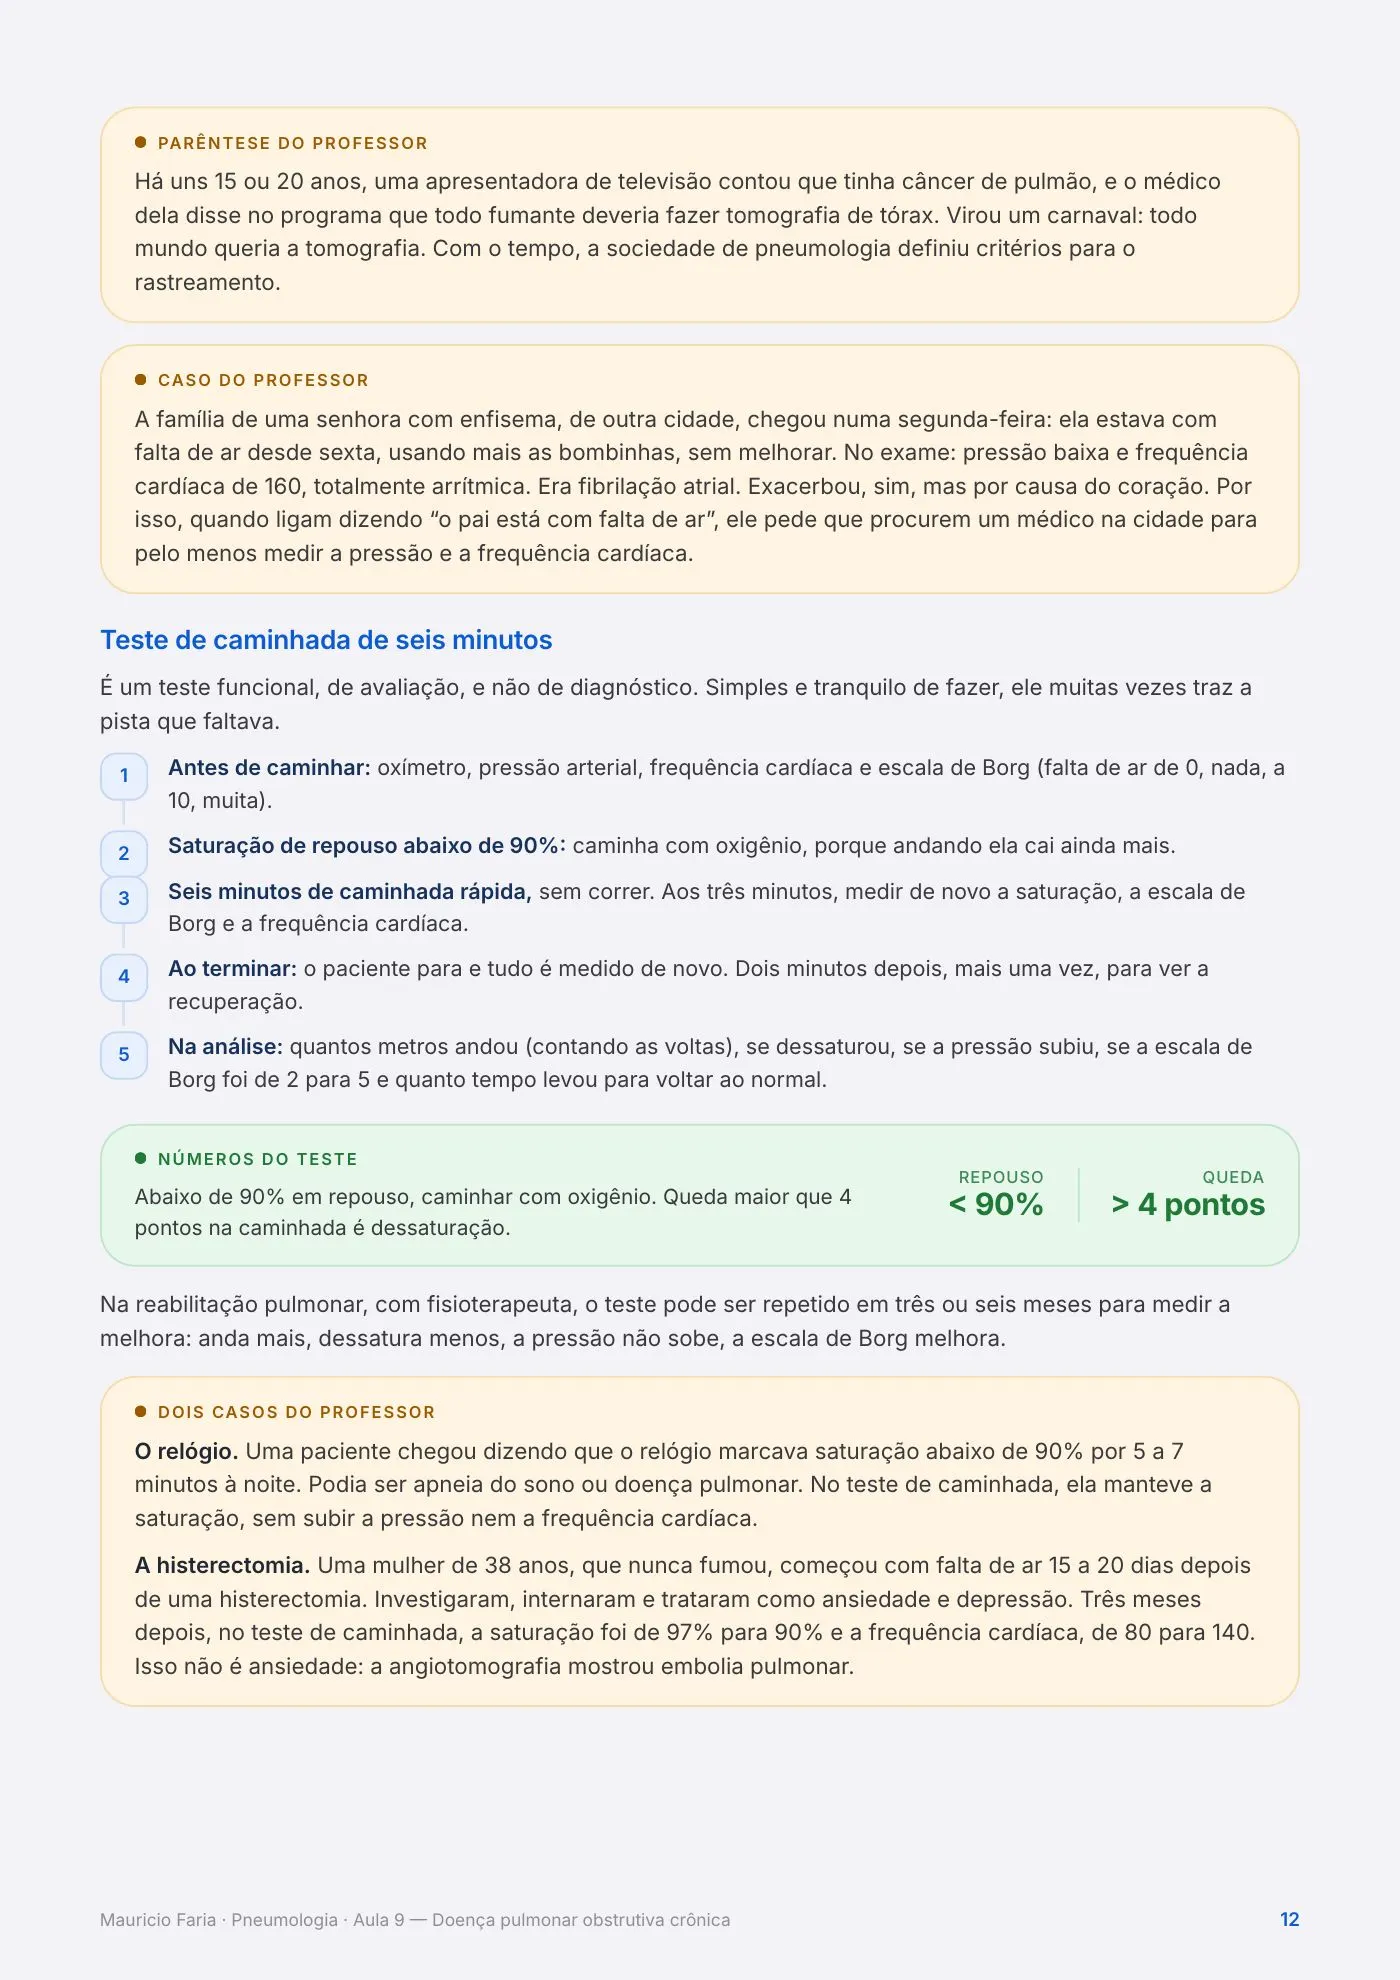 PARÊNTESE DO PROFESSOR
Há uns 15 ou 20 anos, uma apresentadora de televisão contou que tinha câncer de pulmão, e o médico
dela disse no programa que todo fumante deveria fazer tomografia de tórax. Virou um carnaval: todo
mundo queria a tomografia. Com o tempo, a sociedade de pneumologia definiu critérios para o
rastreamento.
CASO DO PROFESSOR
A família de uma senhora com enfisema, de outra cidade, chegou numa segunda-feira: ela estava com
falta de ar desde sexta, usando mais as bombinhas, sem melhorar. No exame: pressão baixa e frequência
cardíaca de 160, totalmente arrítmica. Era fibrilação atrial. Exacerbou, sim, mas por causa do coração. Por
isso, quando ligam dizendo “o pai está com falta de ar”, ele pede que procurem um médico na cidade para
pelo menos medir a pressão e a frequência cardíaca.
Teste de caminhada de seis minutos
É um teste funcional, de avaliação, e não de diagnóstico. Simples e tranquilo de fazer, ele muitas vezes traz a
pista que faltava.
1 Antes de caminhar: oxímetro, pressão arterial, frequência cardíaca e escala de Borg (falta de ar de 0, nada, a
10, muita).
2 Saturação de repouso abaixo de 90%: caminha com oxigênio, porque andando ela cai ainda mais.
3 Seis minutos de caminhada rápida, sem correr. Aos três minutos, medir de novo a saturação, a escala de
Borg e a frequência cardíaca.
4 Ao terminar: o paciente para e tudo é medido de novo. Dois minutos depois, mais uma vez, para ver a
recuperação.
5 Na análise: quantos metros andou (contando as voltas), se dessaturou, se a pressão subiu, se a escala de
Borg foi de 2 para 5 e quanto tempo levou para voltar ao normal.
NÚMEROS DO TESTE
Abaixo de 90% em repouso, caminhar com oxigênio. Queda maior que 4
pontos na caminhada é dessaturação.
REPOUSO
< 90%
QUEDA
> 4 pontos
Na reabilitação pulmonar, com fisioterapeuta, o teste pode ser repetido em três ou seis meses para medir a
melhora: anda mais, dessatura menos, a pressão não sobe, a escala de Borg melhora.
DOIS CASOS DO PROFESSOR
O relógio. Uma paciente chegou dizendo que o relógio marcava saturação abaixo de 90% por 5 a 7
minutos à noite. Podia ser apneia do sono ou doença pulmonar. No teste de caminhada, ela manteve a
saturação, sem subir a pressão nem a frequência cardíaca.
A histerectomia. Uma mulher de 38 anos, que nunca fumou, começou com falta de ar 15 a 20 dias depois
de uma histerectomia. Investigaram, internaram e trataram como ansiedade e depressão. Três meses
depois, no teste de caminhada, a saturação foi de 97% para 90% e a frequência cardíaca, de 80 para 140.
Isso não é ansiedade: a angiotomografia mostrou embolia pulmonar.
Mauricio Faria · Pneumologia · Aula 9 — Doença pulmonar obstrutiva crônica
12